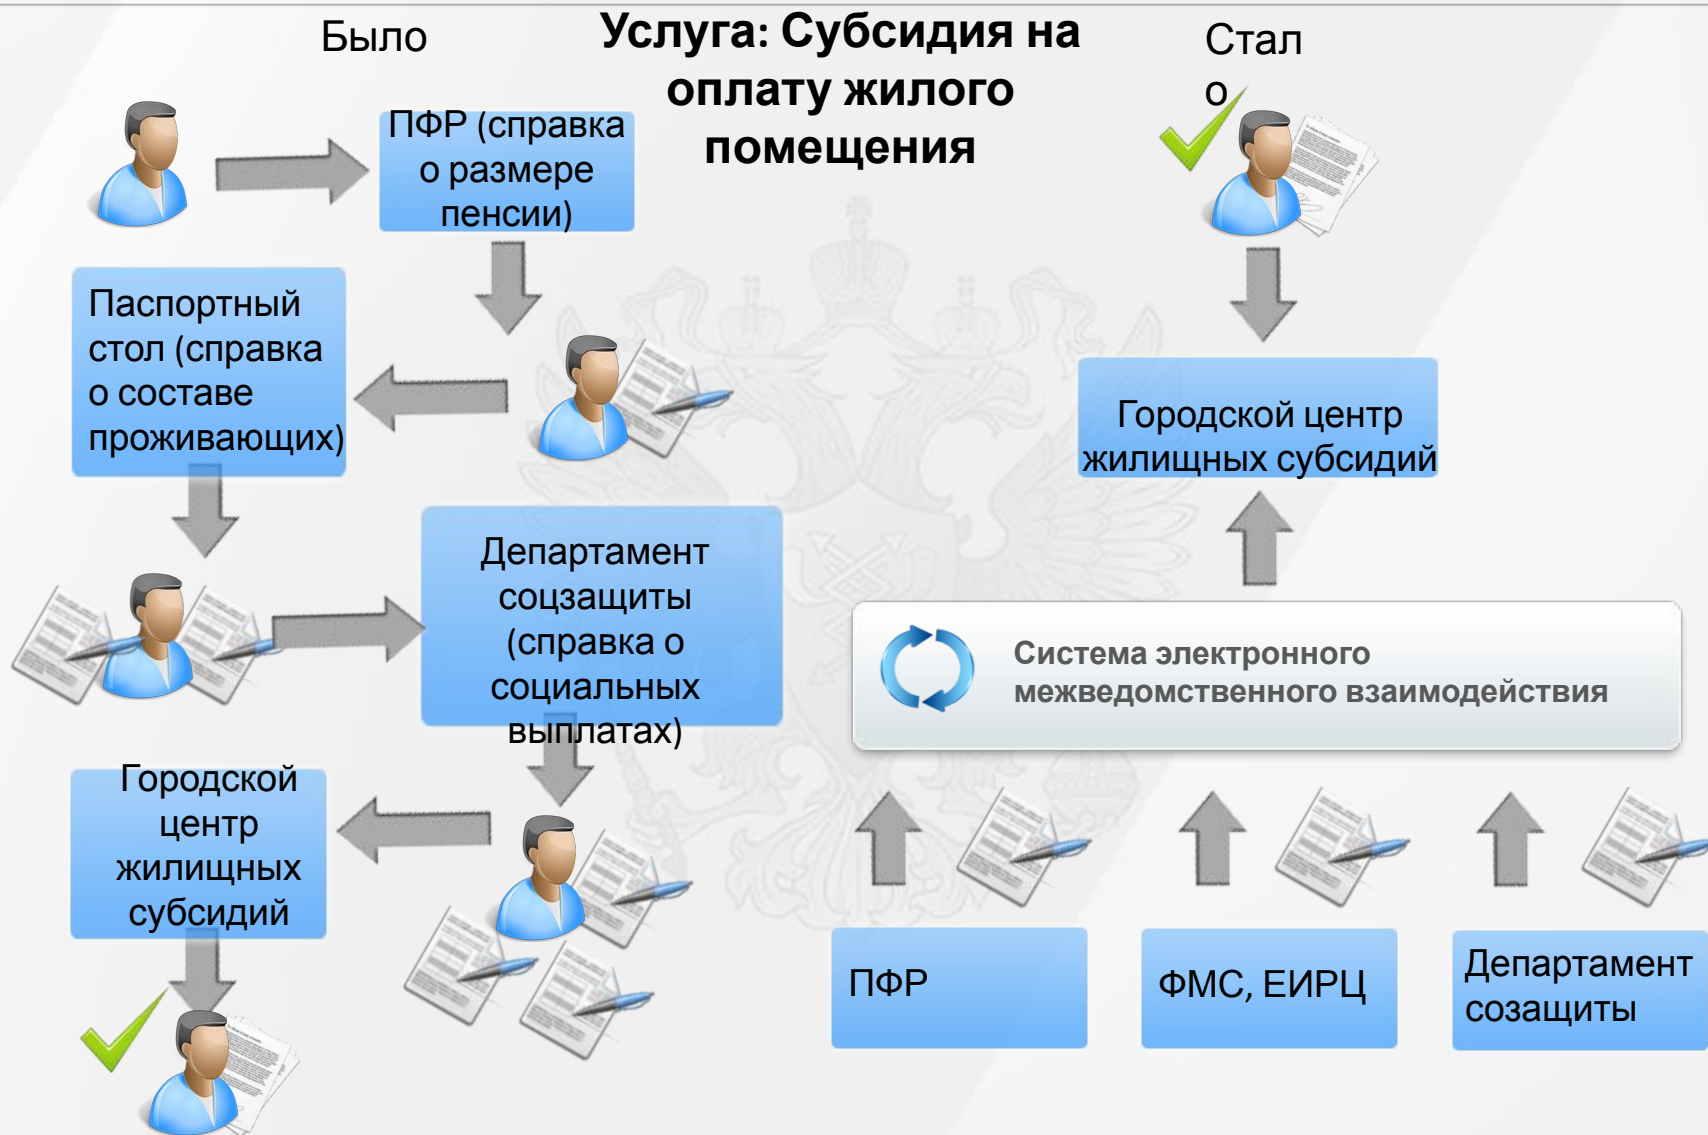 Было
Услуга: Субсидия на
оплату жилого
помещения
Стал
о
ПФР (справка
о размере
пенсии)
Паспортный
стол (справка
о составе
проживающих)
Департамент
соцзащиты
(справка о
социальных
выплатах)
Городской
центр
жилищных
субсидий
Городской центр
жилищных субсидий
Система электронного
межведомственного взаимодействия
ПФР
ФМС, ЕИРЦ
Департамент
созащиты